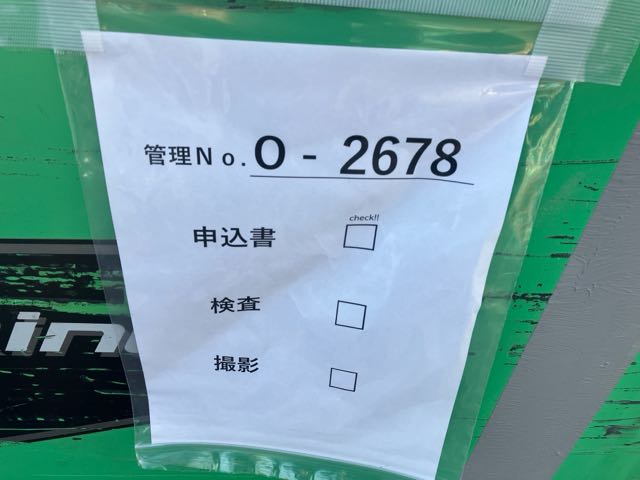 管理No. O - 2678
check!!
申込書 □
検査 □
撮影 □